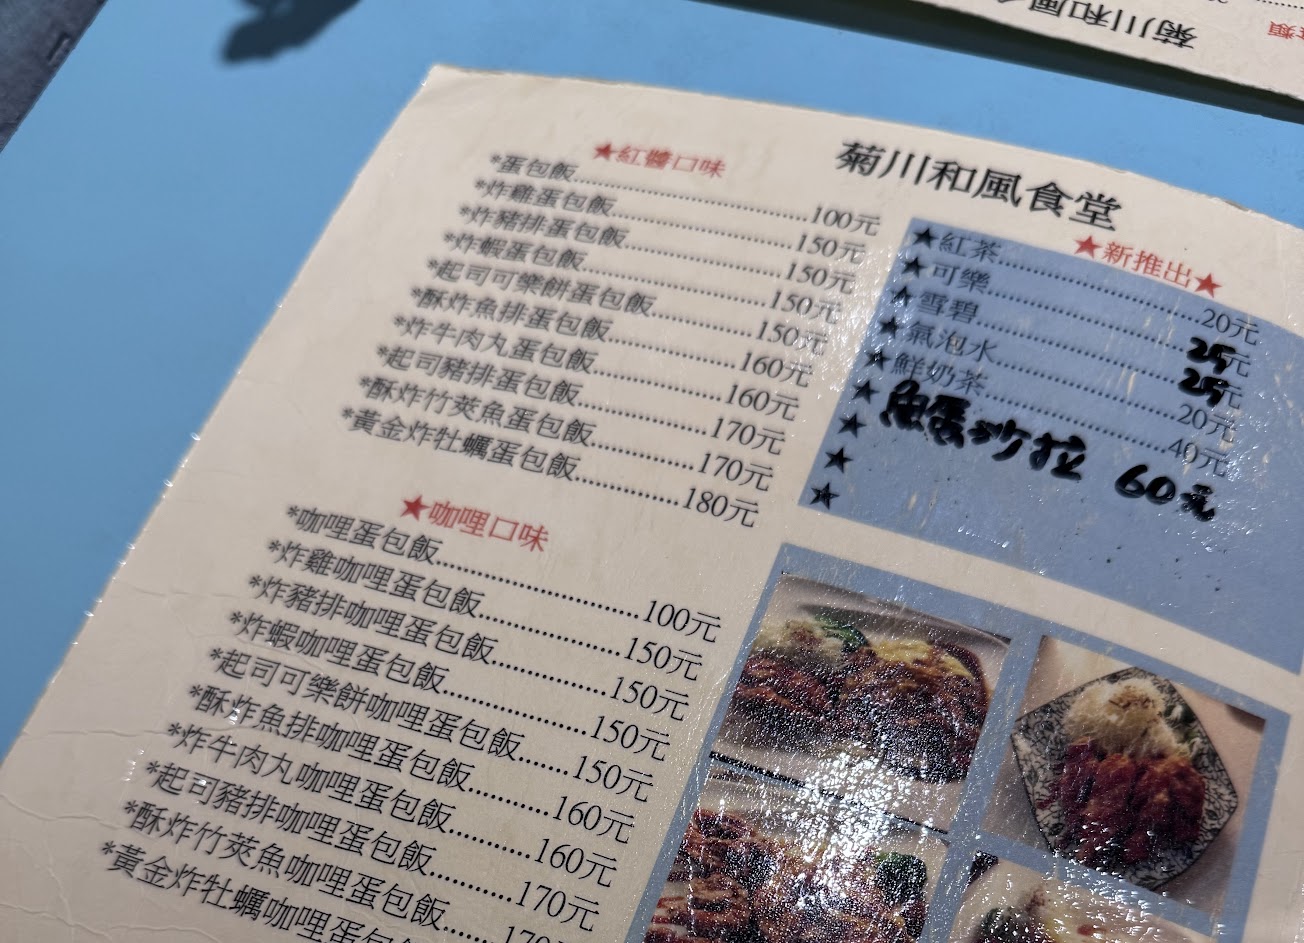 菊川和風食堂
★紅醬口味
*蛋包飯 100元
*炸雞蛋包飯 150元
*炸豬排蛋包飯 150元
*炸蝦蛋包飯 150元
*起司可樂餅蛋包飯 150元
*酥炸魚排蛋包飯 160元
*炸牛肉丸蛋包飯 160元
*起司豬排蛋包飯 170元
*酥炸竹莢魚蛋包飯 170元
*黃金炸牡蠣蛋包飯 180元
★咖哩口味
*咖哩蛋包飯 100元
*炸雞咖哩蛋包飯 150元
*炸豬排咖哩蛋包飯 150元
*炸蝦咖哩蛋包飯 150元
*起司可樂餅咖哩蛋包飯 150元
*酥炸魚排咖哩蛋包飯 160元
*炸牛肉丸咖哩蛋包飯 160元
*起司豬排咖哩蛋包飯 170元
*酥炸竹莢魚咖哩蛋包飯 170
*黃金炸牡蠣咖哩蛋包
★新推出★
★紅茶 20元
★可樂 25元
★雪碧 25元
★氣泡水 20元
★鮮奶茶 40元
★魚蛋沙拉 60元
★
★
★
菊川和風